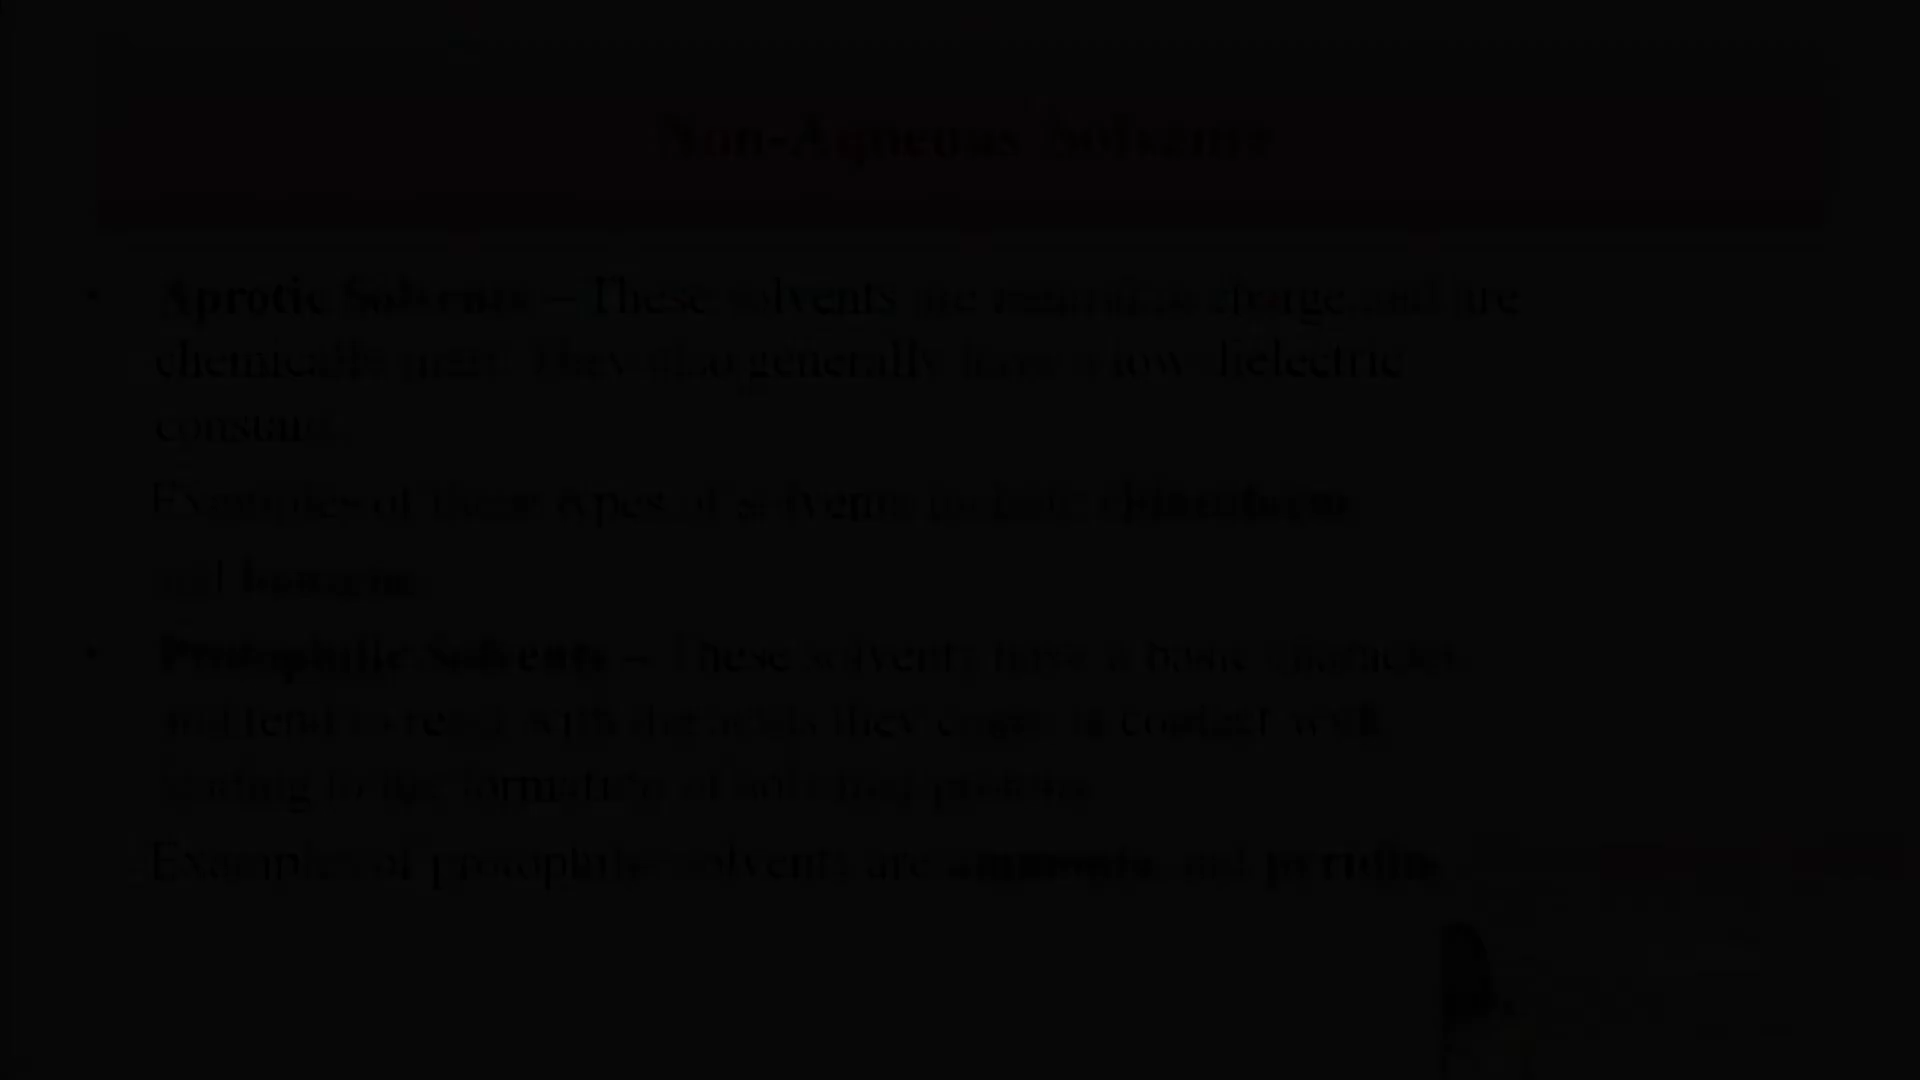 Non-Aqueous Solvents
• Aprotic Solvents – These solvents are neutral in charge and are
chemically inert. They also generally have a low dielectric
constant.
Examples of these types of solvents include chloroform
and benzene.
• Protophilic Solvents – These solvents have a basic character
and tend to react with the acids they come in contact with
leading to the formation of solvated protons.
Examples of protophilic solvents are ammonia and pyridine